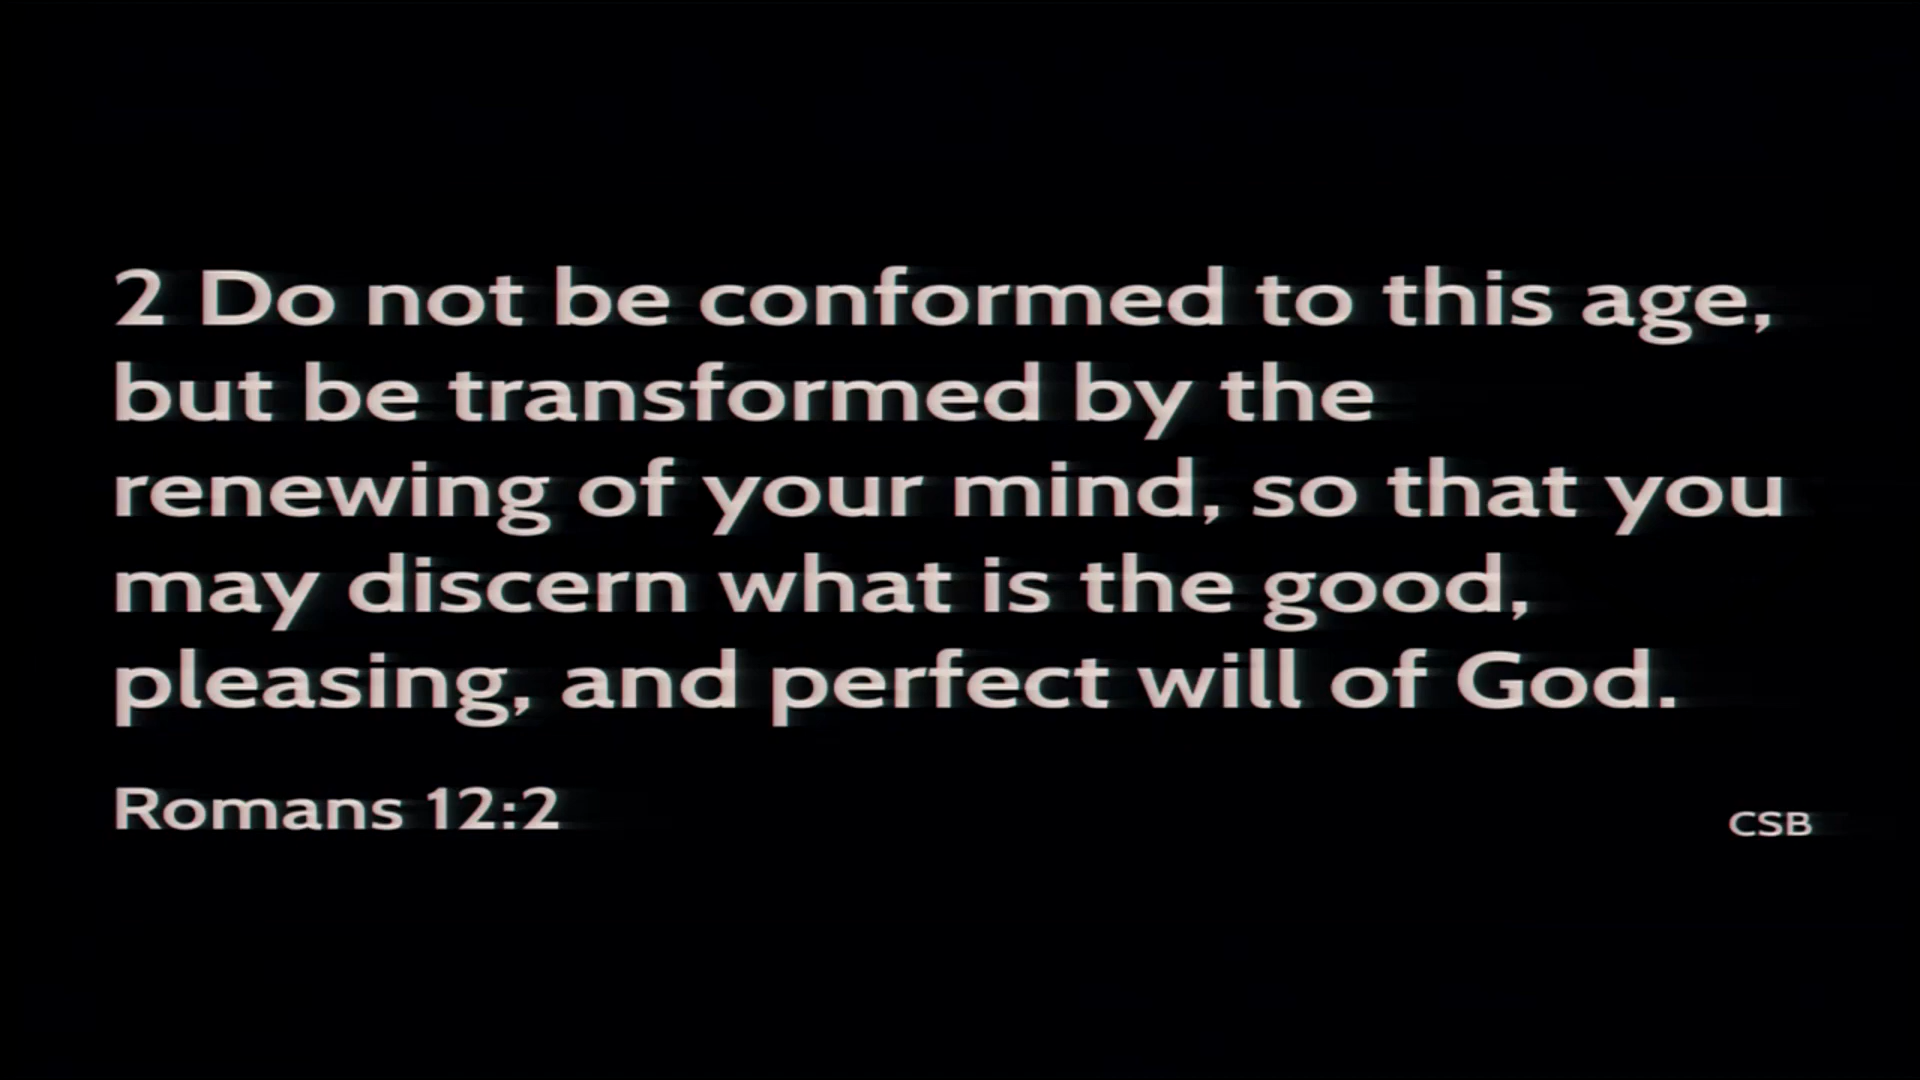 2 Do not be conformed to this age,
but be transformed by the
renewing of your mind, so that you
may discern what is the good,
pleasing, and perfect will of God.
Romans 12:2
CSB